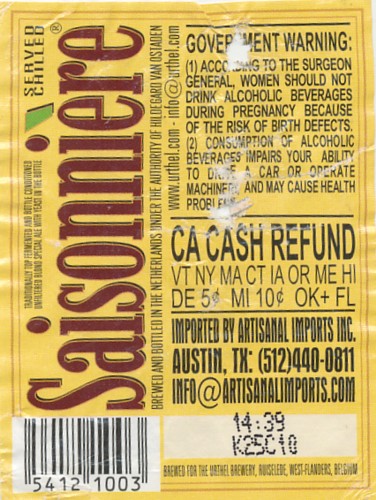 SERVED
CHILLED
®
Saisonniere
TRADITIONALLY TOP FERMENTED AND BOTTLE CONDITIONED
UNFILTERED BLOND SPECIAL ALE WITH YEAST IN THE BOTTLE
BREWED AND BOTTLED IN THE NETHERLANDS UNDER THE AUTHORITY OF HILDEGARD VAN OSTADEN
www.urthel.com - info@urthel.com
GOVERNMENT WARNING:
(1) ACCORDING TO THE SURGEON
GENERAL, WOMEN SHOULD NOT
DRINK ALCOHOLIC BEVERAGES
DURING PREGNANCY BECAUSE
OF THE RISK OF BIRTH DEFECTS.
(2) CONSUMPTION OF ALCOHOLIC
BEVERAGES IMPAIRS YOUR ABILITY
TO DRIVE A CAR OR OPERATE
MACHINERY, AND MAY CAUSE HEALTH
PROBLEMS
CA CASH REFUND
VT NY MA CT IA OR ME HI
DE 5¢ MI 10¢ OK+ FL
IMPORTED BY ARTISANAL IMPORTS INC.
AUSTIN, TX: (512)440-0811
INFO@ARTISANALIMPORTS.COM
14:39
K25C10
5412 1003
BREWED FOR THE URTHEL BREWERY, RUISELEDE, WEST-FLANDERS, BELGIUM